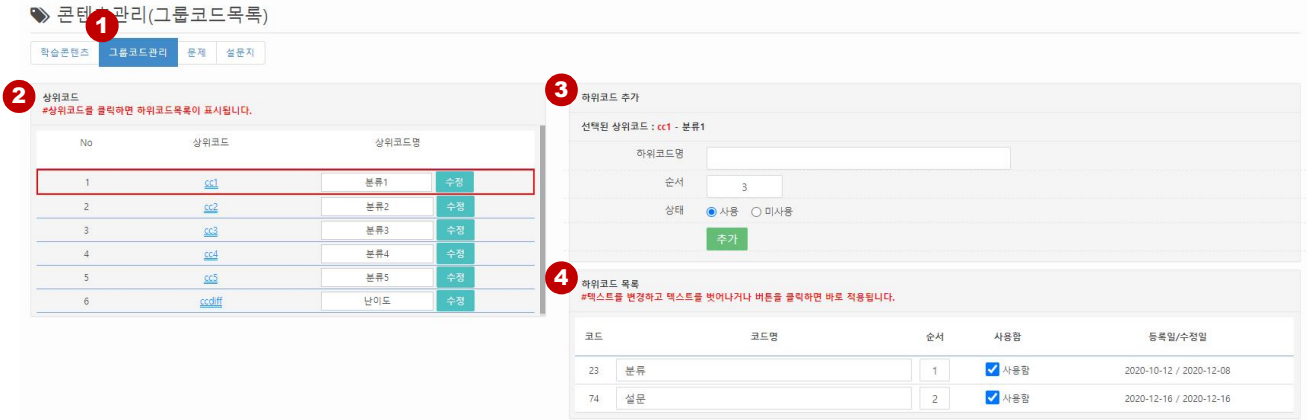 콘텐츠관리(그룹코드목록)
1
학습콘텐츠 그룹코드관리 문제 설문지
2
상위코드
#상위코드를 클릭하면 하위코드목록이 표시됩니다.
No 상위코드 상위코드명
1 cc1 분류1 수정
2 cc2 분류2 수정
3 cc3 분류3 수정
4 cc4 분류4 수정
5 cc5 분류5 수정
6 ccdiff 난이도 수정
3
하위코드 추가
선택된 상위코드 : cc1 - 분류1
하위코드명
순서 3
상태 사용 미사용
추가
4
하위코드 목록
#텍스트를 변경하고 텍스트를 벗어나거나 버튼을 클릭하면 바로 적용됩니다.
코드 코드명 순서 사용함 등록일/수정일
23 분류 1 사용함 2020-10-12 / 2020-12-08
74 설문 2 사용함 2020-12-16 / 2020-12-16